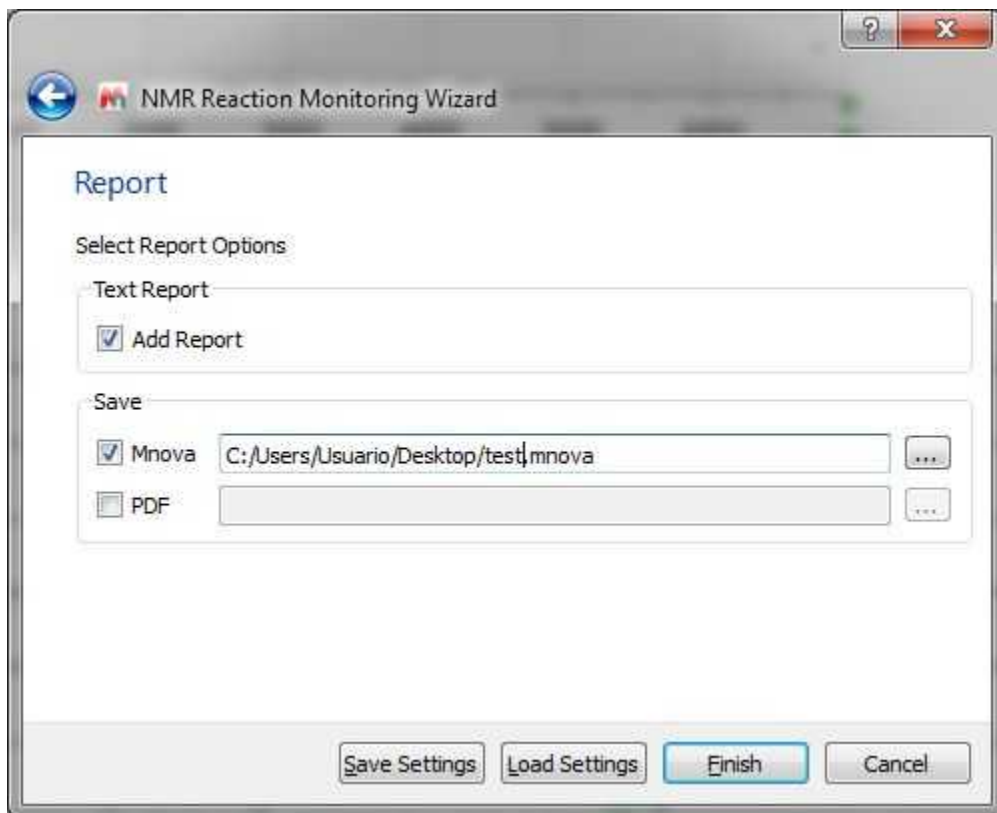 ?
NMR Reaction Monitoring Wizard
Report
Select Report Options
Text Report
Add Report
Save
Mnova C:/Users/Usuario/Desktop/test.mnova ...
PDF ...
Save Settings Load Settings Finish Cancel